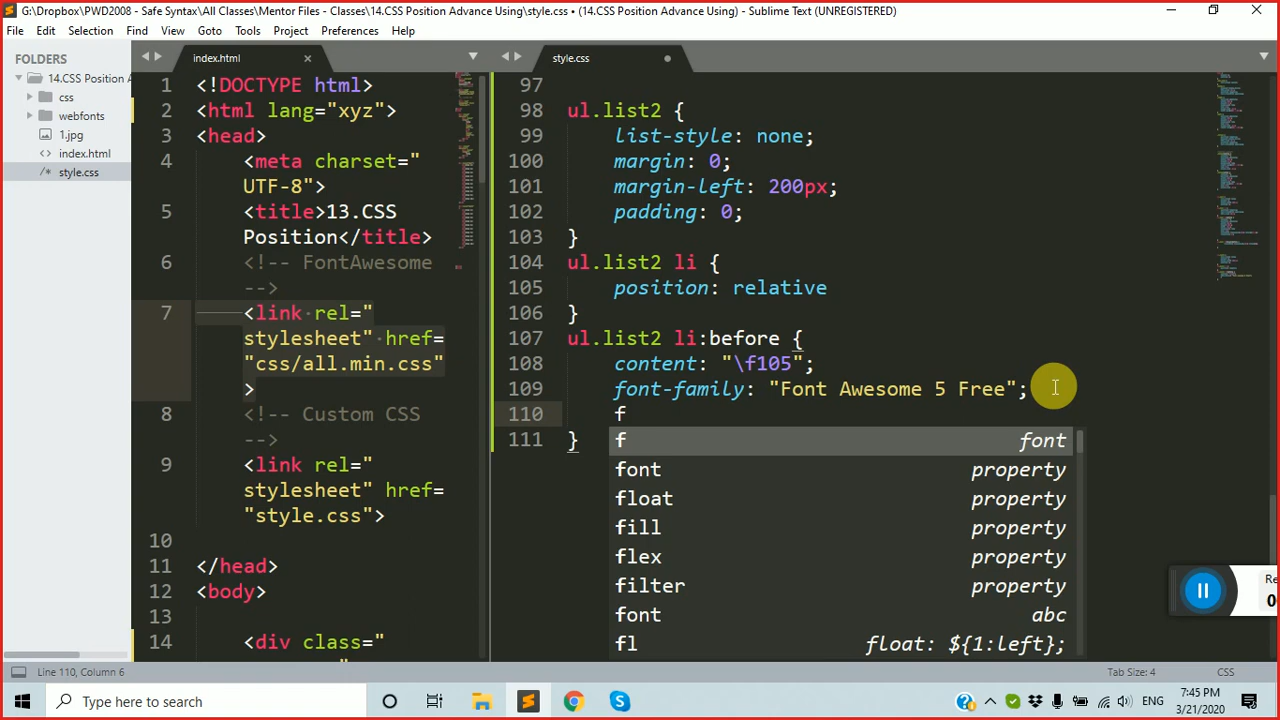 G:\Dropbox\PWD2008 - Safe Syntax\All Classes\Mentor Files - Classes\14.CSS Position Advance Using\style.css • (14.CSS Position Advance Using) - Sublime Text (UNREGISTERED)
File Edit Selection Find View Goto Tools Project Preferences Help
FOLDERS
14.CSS Position A
css
webfonts
1.jpg
index.html
style.css
index.html
1 <!DOCTYPE html>
2 <html lang="xyz">
3 <head>
4 <meta charset="
UTF-8">
5 <title>13.CSS
Position</title>
6 <!-- FontAwesome
-->
7 <link rel="
stylesheet" href=
"css/all.min.css"
>
8 <!-- Custom CSS
-->
9 <link rel="
stylesheet" href=
"style.css">
10
11 </head>
12 <body>
13
14 <div class="
style.css
97
98 ul.list2 {
99 list-style: none;
100 margin: 0;
101 margin-left: 200px;
102 padding: 0;
103 }
104 ul.list2 li {
105 position: relative
106 }
107 ul.list2 li:before {
108 content: "\f105";
109 font-family: "Font Awesome 5 Free";
110 f
111 }
f font
font property
float property
fill property
flex property
filter property
font abc
fl float: ${1:left};
Re
Line 110, Column 6
Tab Size: 4 CSS
Type here to search
ENG
7:45 PM
3/21/2020